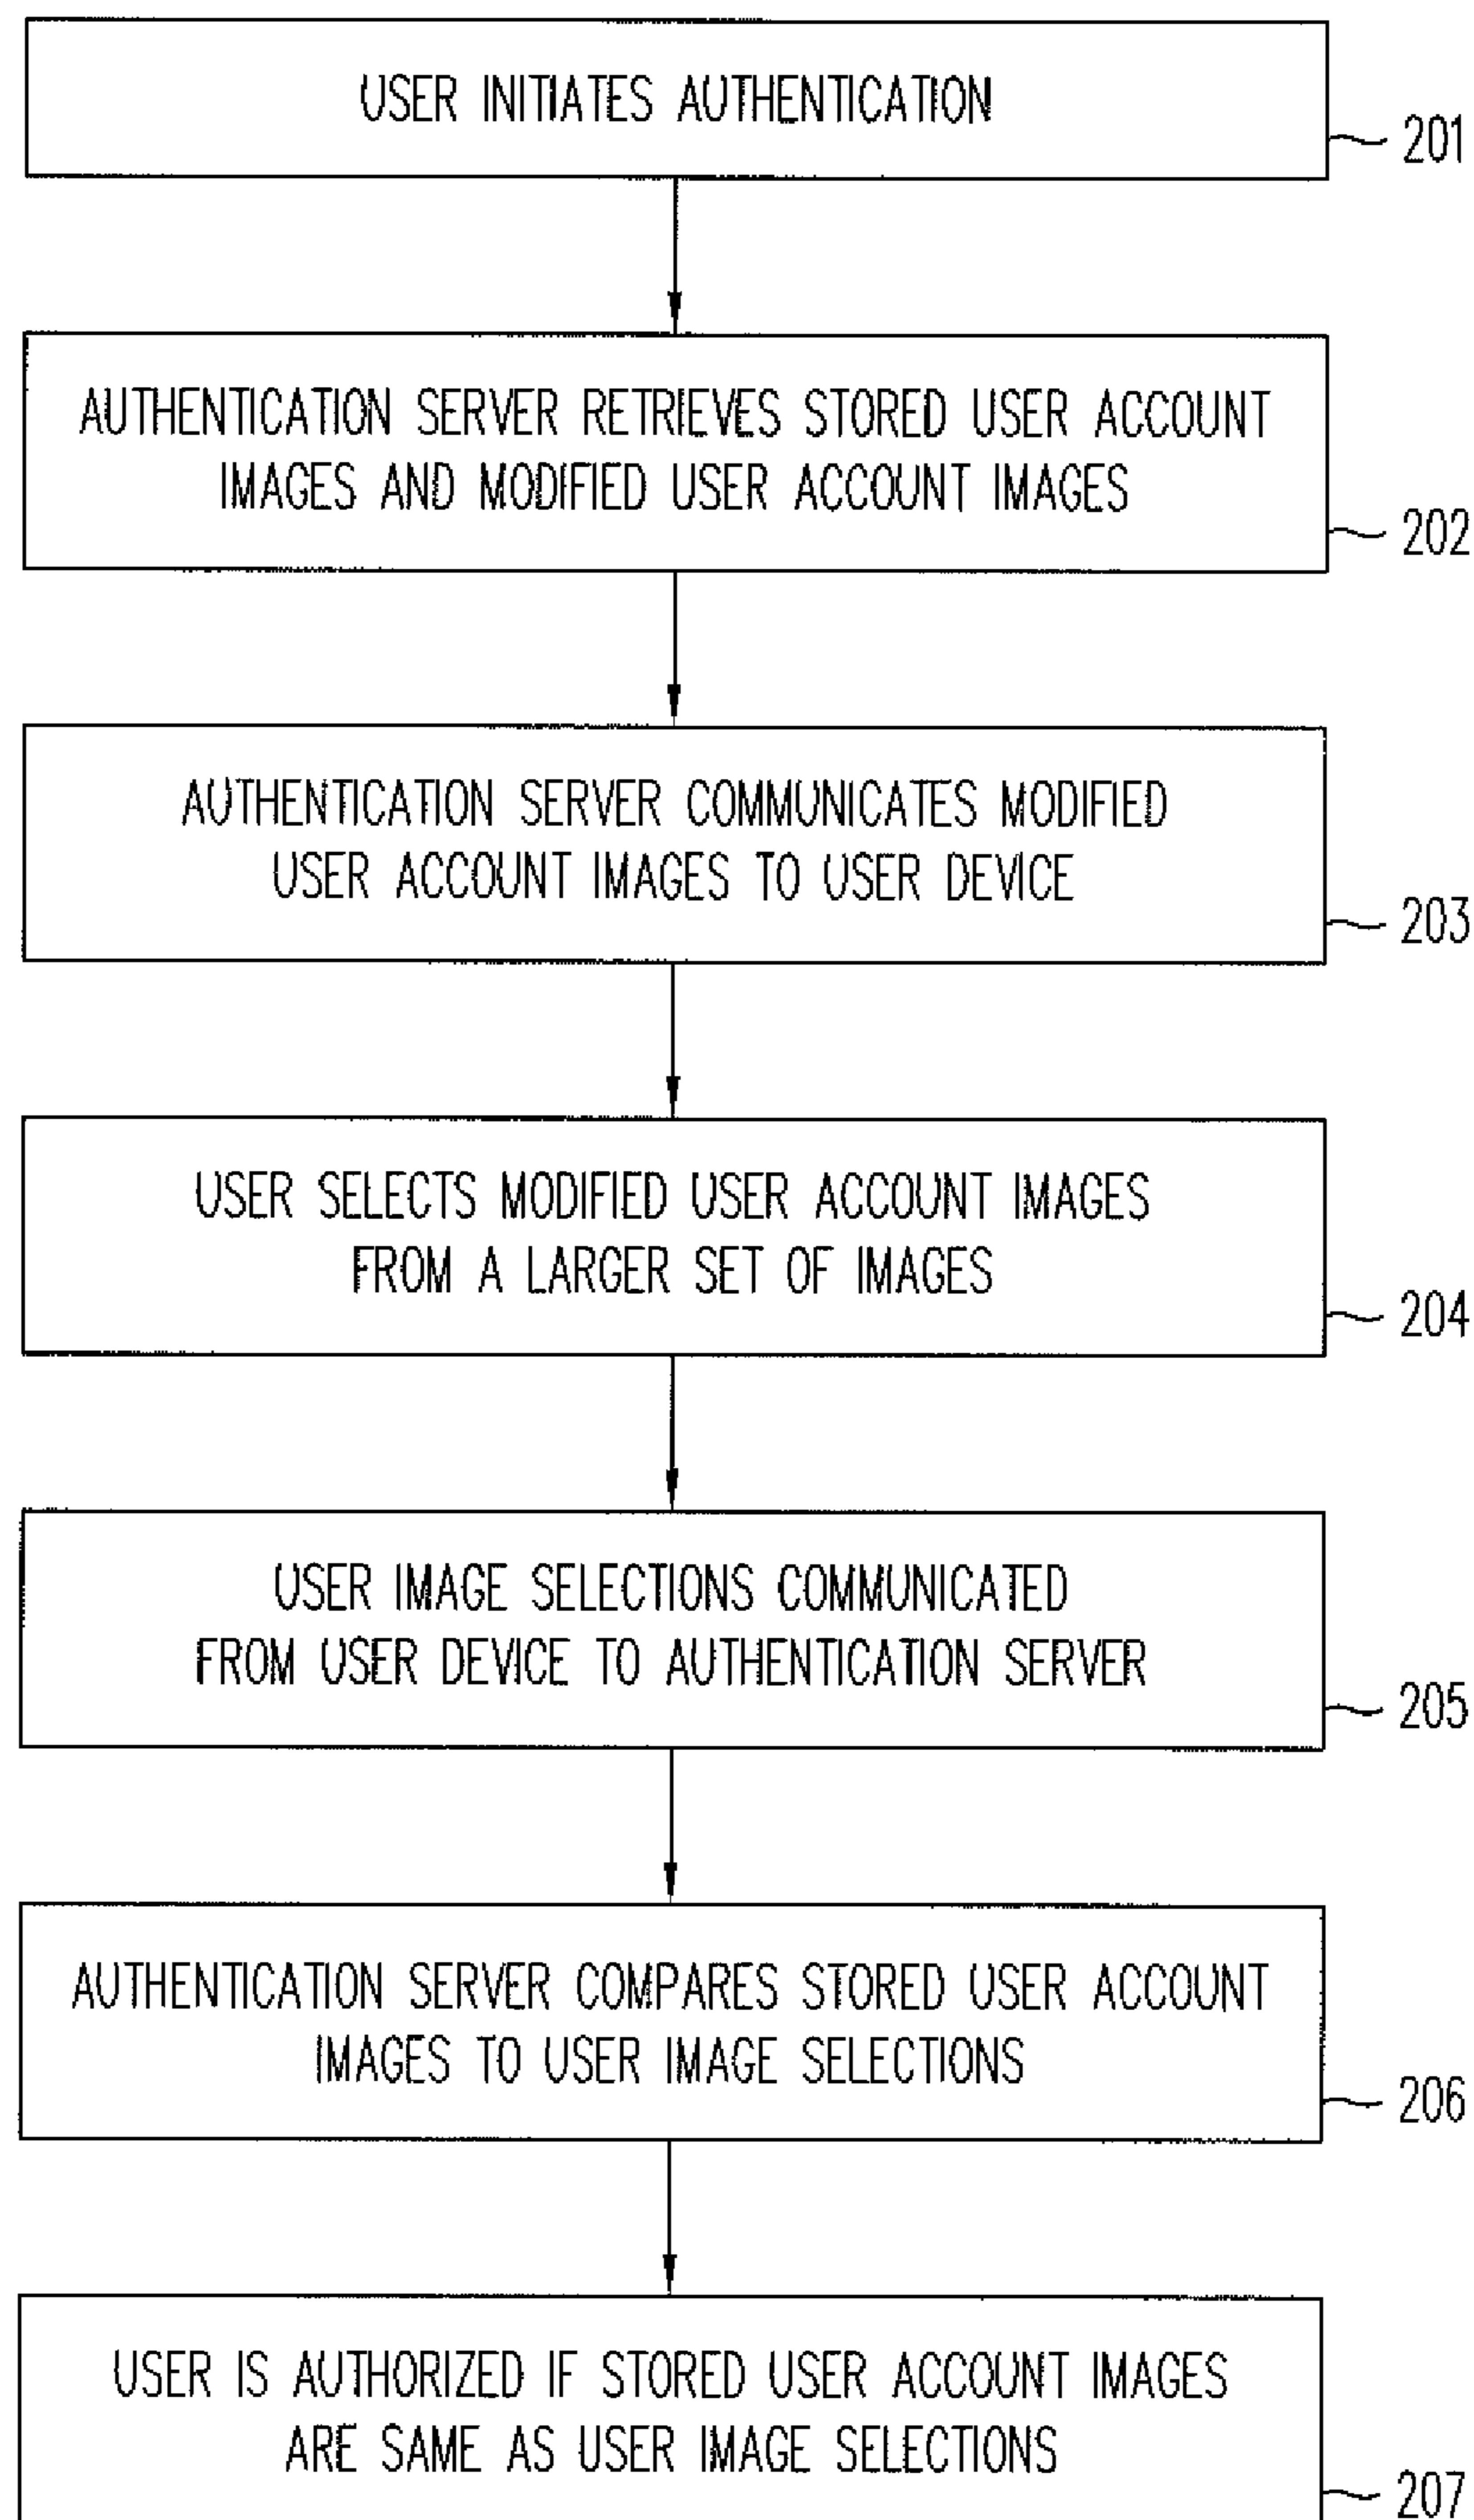 USER INITIATES AUTHENTICATION
201
AUTHENTICATION SERVER RETRIEVES STORED USER ACCOUNT
IMAGES AND MODIFIED USER ACCOUNT IMAGES
202
AUTHENTICATION SERVER COMMUNICATES MODIFIED
USER ACCOUNT IMAGES TO USER DEVICE
203
USER SELECTS MODIFIED USER ACCOUNT IMAGES
FROM A LARGER SET OF IMAGES
204
USER IMAGE SELECTIONS COMMUNICATED
FROM USER DEVICE TO AUTHENTICATION SERVER
205
AUTHENTICATION SERVER COMPARES STORED USER ACCOUNT
IMAGES TO USER IMAGE SELECTIONS
206
USER IS AUTHORIZED IF STORED USER ACCOUNT IMAGES
ARE SAME AS USER IMAGE SELECTIONS
207